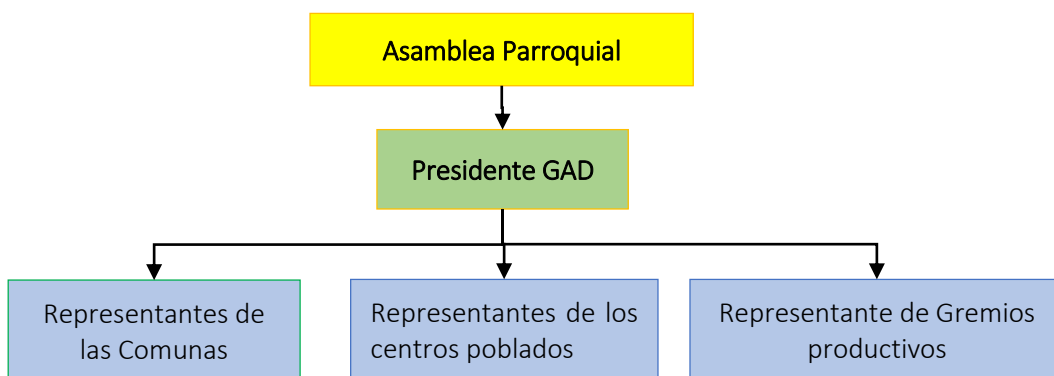 Asamblea Parroquial
Presidente GAD
Representantes de
las Comunas
Representantes de los
centros poblados
Representante de Gremios
productivos